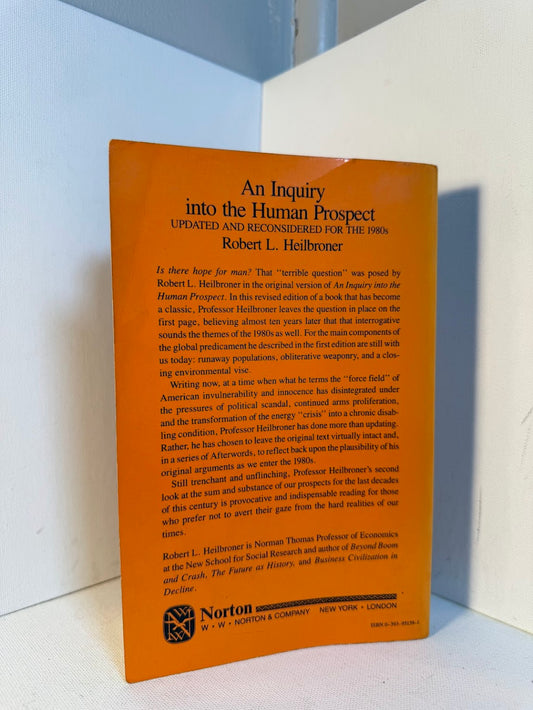 An Inquiry
into the Human Prospect
UPDATED AND RECONSIDERED FOR THE 1980s
Robert L. Heilbroner
Is there hope for man? That "terrible question" was posed by
Robert L. Heilbroner in the original version of An Inquiry into the
Human Prospect. In this revised edition of a book that has become
a classic, Professor Heilbroner leaves the question in place on the
first page, believing almost ten years later that that interrogative
sounds the themes of the 1980s as well. For the main components of
the global predicament he described in the first edition are still with
us today: runaway populations, obliterative weaponry, and a clos-
ing environmental vise.
Writing now, at a time when what he terms the "force field" of
American invulnerability and innocence has disintegrated under
the pressures of political scandal, continued arms proliferation,
and the transformation of the energy "crisis" into a chronic disab-
ling condition, Professor Heilbroner has done more than updating.
Rather, he has chosen to leave the original text virtually intact and,
in a series of Afterwords, to reflect back upon the plausibility of his
original arguments as we enter the 1980s.
Still trenchant and unflinching, Professor Heilbroner's second
look at the sum and substance of our prospects for the last decades
of this century is provocative and indispensable reading for those
who prefer not to avert their gaze from the hard realities of our
times.
Robert L. Heilbroner is Norman Thomas Professor of Economics
at the New School for Social Research and author of Beyond Boom
and Crash, The Future as History, and Business Civilization in
Decline.
Norton
W • W • NORTON & COMPANY NEW YORK • LONDON
ISBN